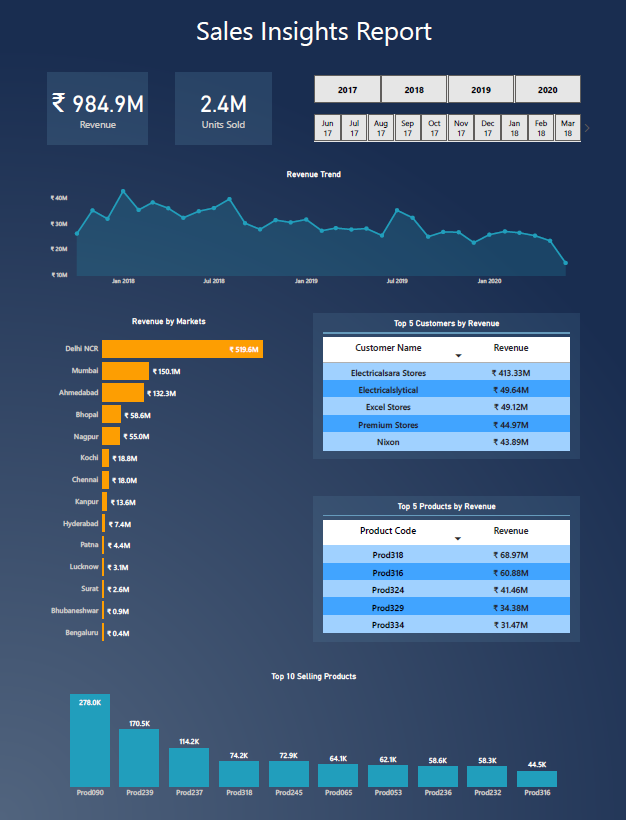 Sales Insights Report
₹ 984.9M
Revenue
2.4M
Units Sold
2017 2018 2019 2020
Jun 17 Jul 17 Aug 17 Sep 17 Oct 17 Nov 17 Dec 17 Jan 18 Feb 18 Mar 18
Revenue Trend
₹ 40M
₹ 30M
₹ 20M
₹ 10M
Jan 2018 Jul 2018 Jan 2019 Jul 2019 Jan 2020
Revenue by Markets
Delhi NCR ₹ 519.6M
Mumbai ₹ 150.1M
Ahmedabad ₹ 132.3M
Bhopal ₹ 58.6M
Nagpur ₹ 55.0M
Kochi ₹ 18.8M
Chennai ₹ 18.0M
Kanpur ₹ 13.6M
Hyderabad ₹ 7.4M
Patna ₹ 4.4M
Lucknow ₹ 3.1M
Surat ₹ 2.6M
Bhubaneshwar ₹ 0.9M
Bengaluru ₹ 0.4M
Top 5 Customers by Revenue
Customer Name Revenue
Electricalsara Stores ₹ 413.33M
Electricalslytical ₹ 49.64M
Excel Stores ₹ 49.12M
Premium Stores ₹ 44.97M
Nixon ₹ 43.89M
Top 5 Products by Revenue
Product Code Revenue
Prod318 ₹ 68.97M
Prod316 ₹ 60.88M
Prod324 ₹ 41.46M
Prod329 ₹ 34.38M
Prod334 ₹ 31.47M
Top 10 Selling Products
278.0K 170.5K 114.2K 74.2K 72.9K 64.1K 62.1K 58.6K 58.3K 44.5K
Prod090 Prod239 Prod237 Prod318 Prod245 Prod065 Prod053 Prod236 Prod232 Prod316